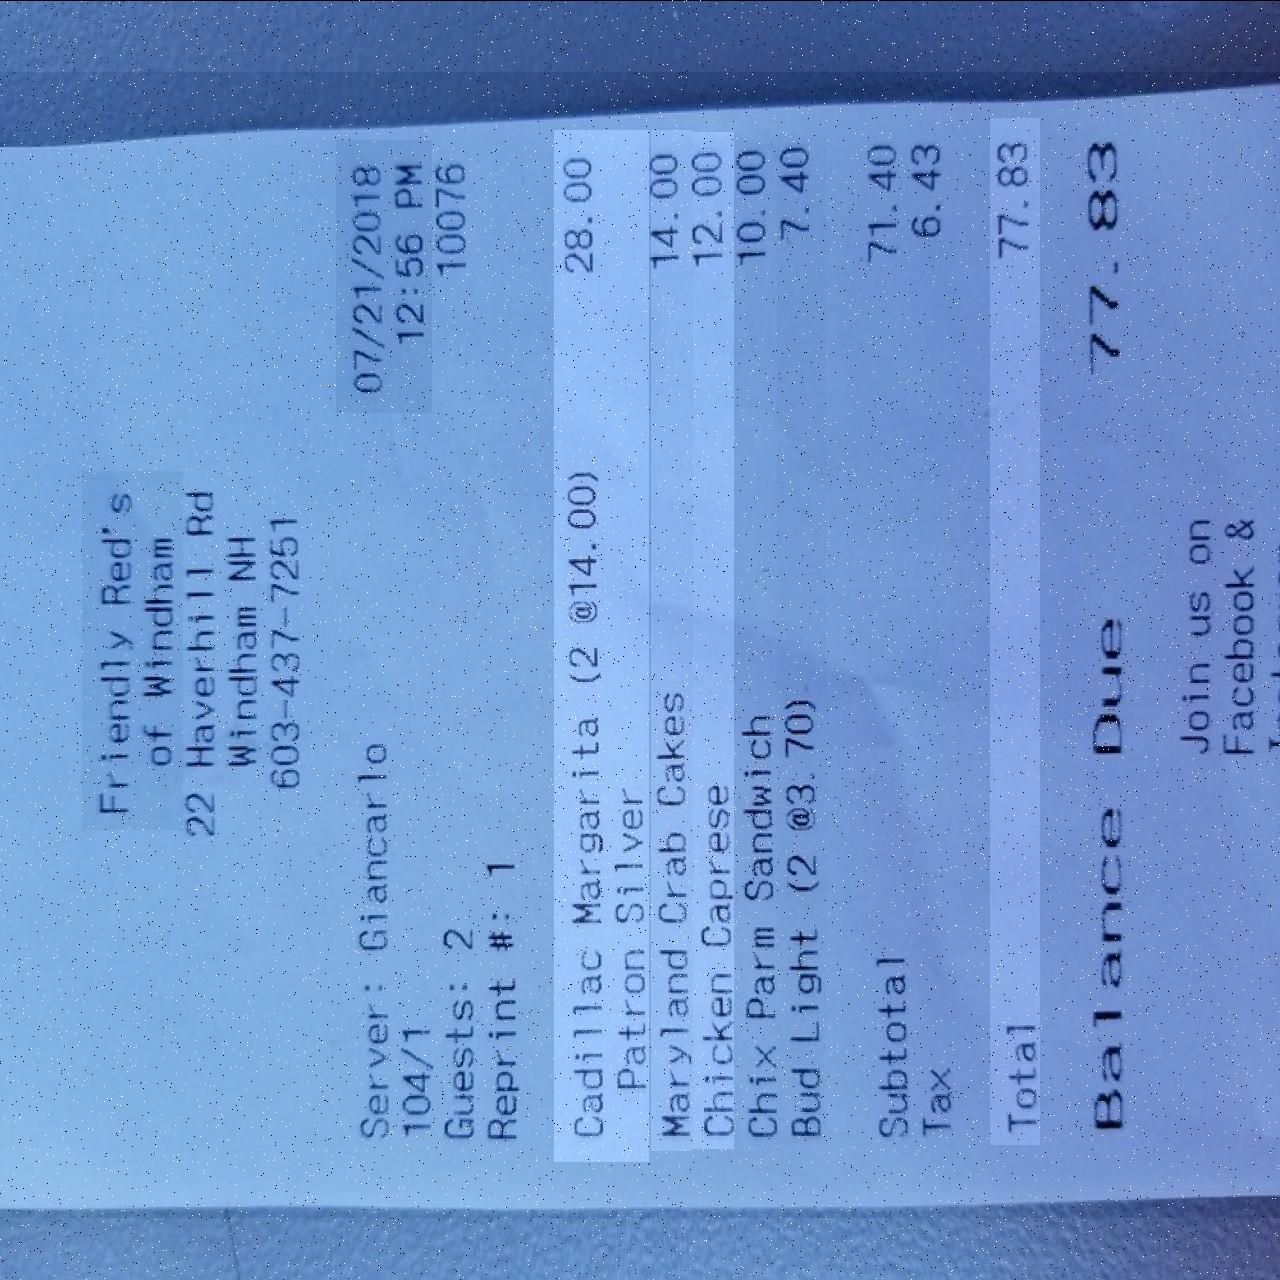 Friendly Red's
of Windham
22 Haverhill Rd
Windham NH
603-437-7251
Server: Giancarlo 07/21/2018
104/1 12:56 PM
Guests: 2 10076
Reprint #: 1
Cadillac Margarita (2 @14.00) 28.00
Patron Silver
Maryland Crab Cakes 14.00
Chicken Caprese 12.00
Chix Parm Sandwich 10.00
Bud Light (2 @3.70) 7.40
Subtotal 71.40
Tax 6.43
Total 77.83
Balance Due 77.83
Join us on
Facebook &